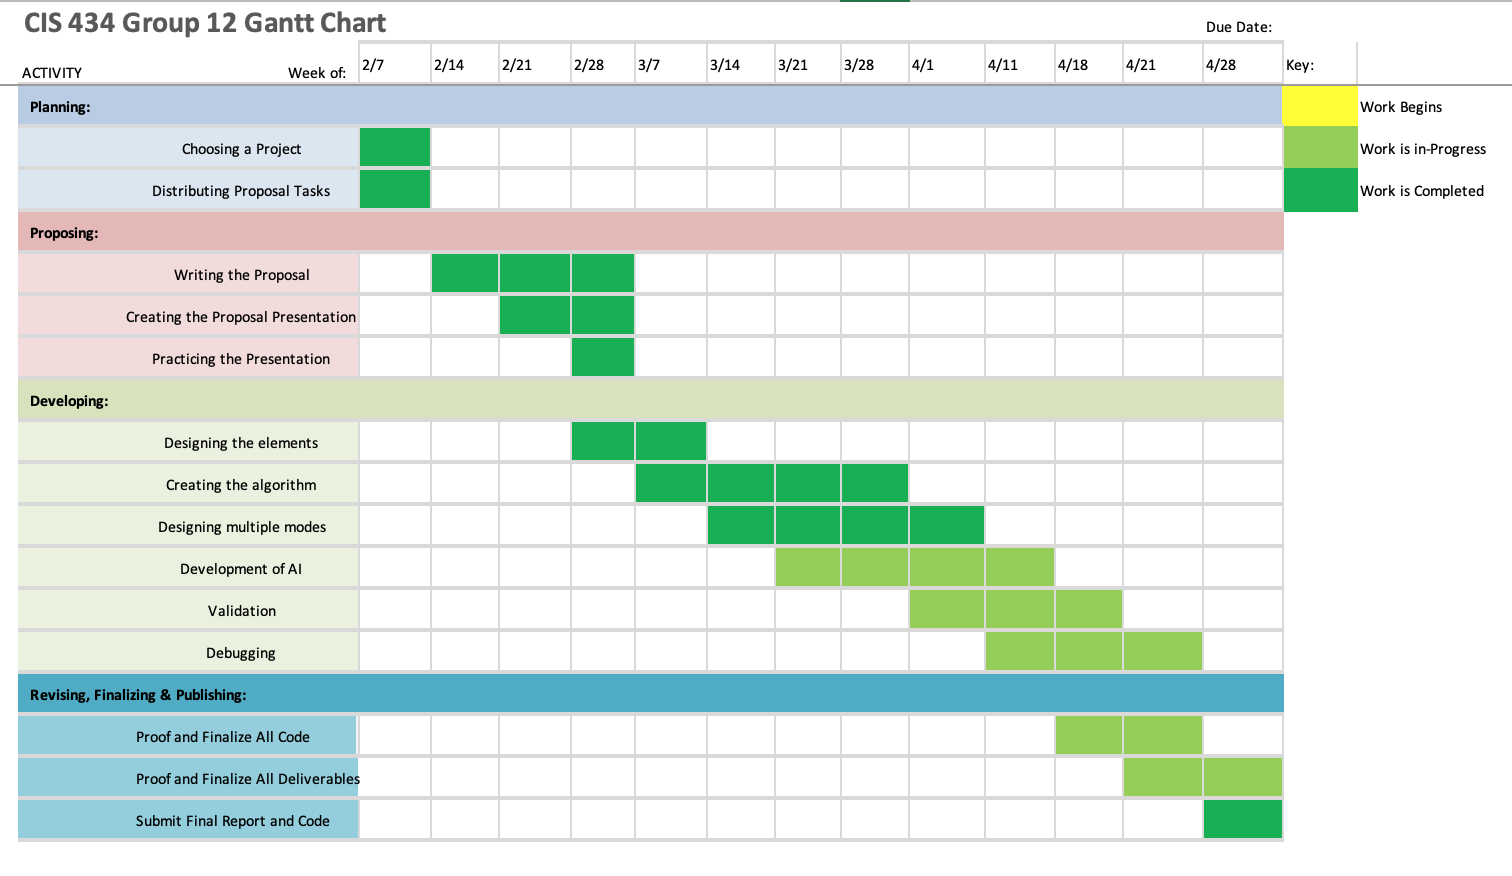 CIS 434 Group 12 Gantt Chart
Due Date:
ACTIVITY Week of: 2/7 2/14 2/21 2/28 3/7 3/14 3/21 3/28 4/1 4/11 4/18 4/21 4/28 Key:
Planning: Work Begins
Choosing a Project Work is in-Progress
Distributing Proposal Tasks Work is Completed
Proposing:
Writing the Proposal
Creating the Proposal Presentation
Practicing the Presentation
Developing:
Designing the elements
Creating the algorithm
Designing multiple modes
Development of AI
Validation
Debugging
Revising, Finalizing & Publishing:
Proof and Finalize All Code
Proof and Finalize All Deliverables
Submit Final Report and Code